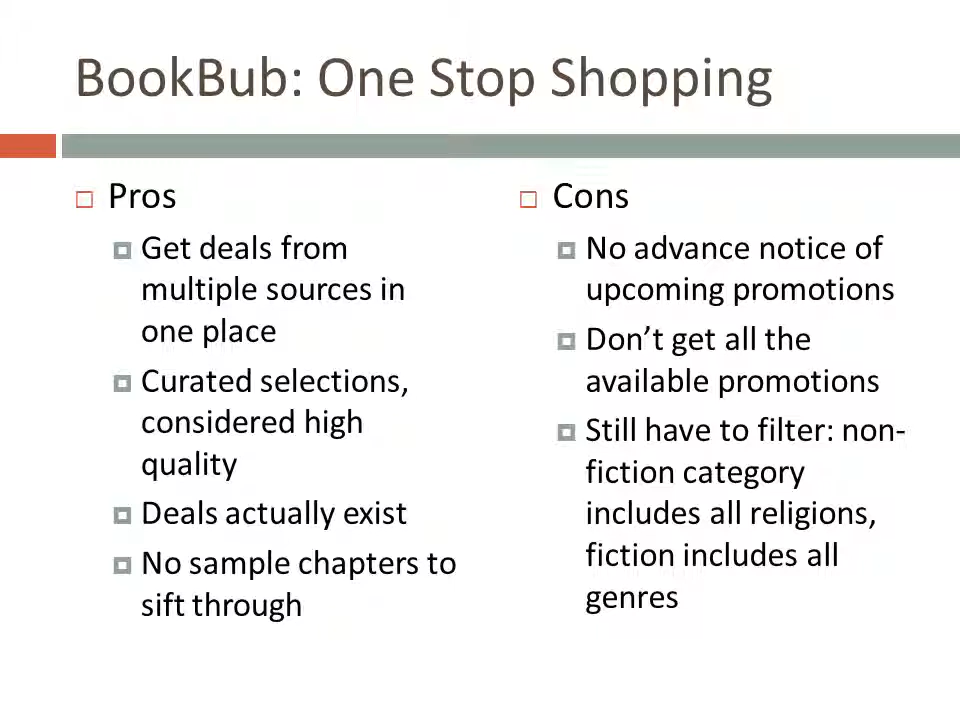 BookBub: One Stop Shopping
Pros
Get deals from
multiple sources in
one place
Curated selections,
considered high
quality
Deals actually exist
No sample chapters to
sift through
Cons
No advance notice of
upcoming promotions
Don’t get all the
available promotions
Still have to filter: non-
fiction category
includes all religions,
fiction includes all
genres